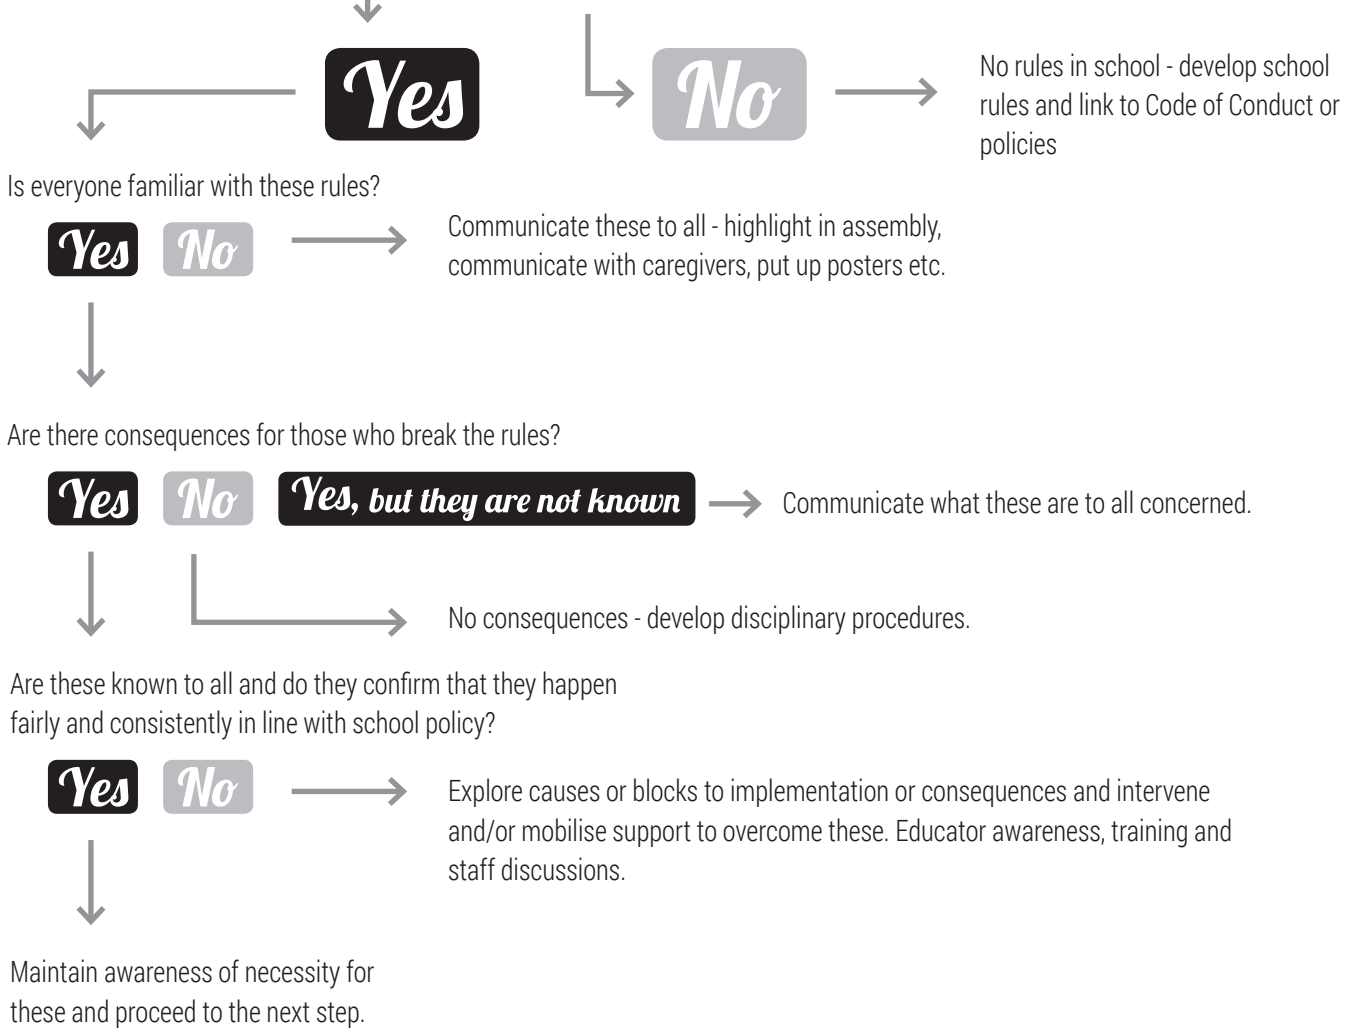 Yes
No
No rules in school - develop school
rules and link to Code of Conduct or
policies
Is everyone familiar with these rules?
Yes
No
Communicate these to all - highlight in assembly,
communicate with caregivers, put up posters etc.
Are there consequences for those who break the rules?
Yes
No
Yes, but they are not known
Communicate what these are to all concerned.
No consequences - develop disciplinary procedures.
Are these known to all and do they confirm that they happen
fairly and consistently in line with school policy?
Yes
No
Explore causes or blocks to implementation or consequences and intervene
and/or mobilise support to overcome these. Educator awareness, training and
staff discussions.
Maintain awareness of necessity for
these and proceed to the next step.